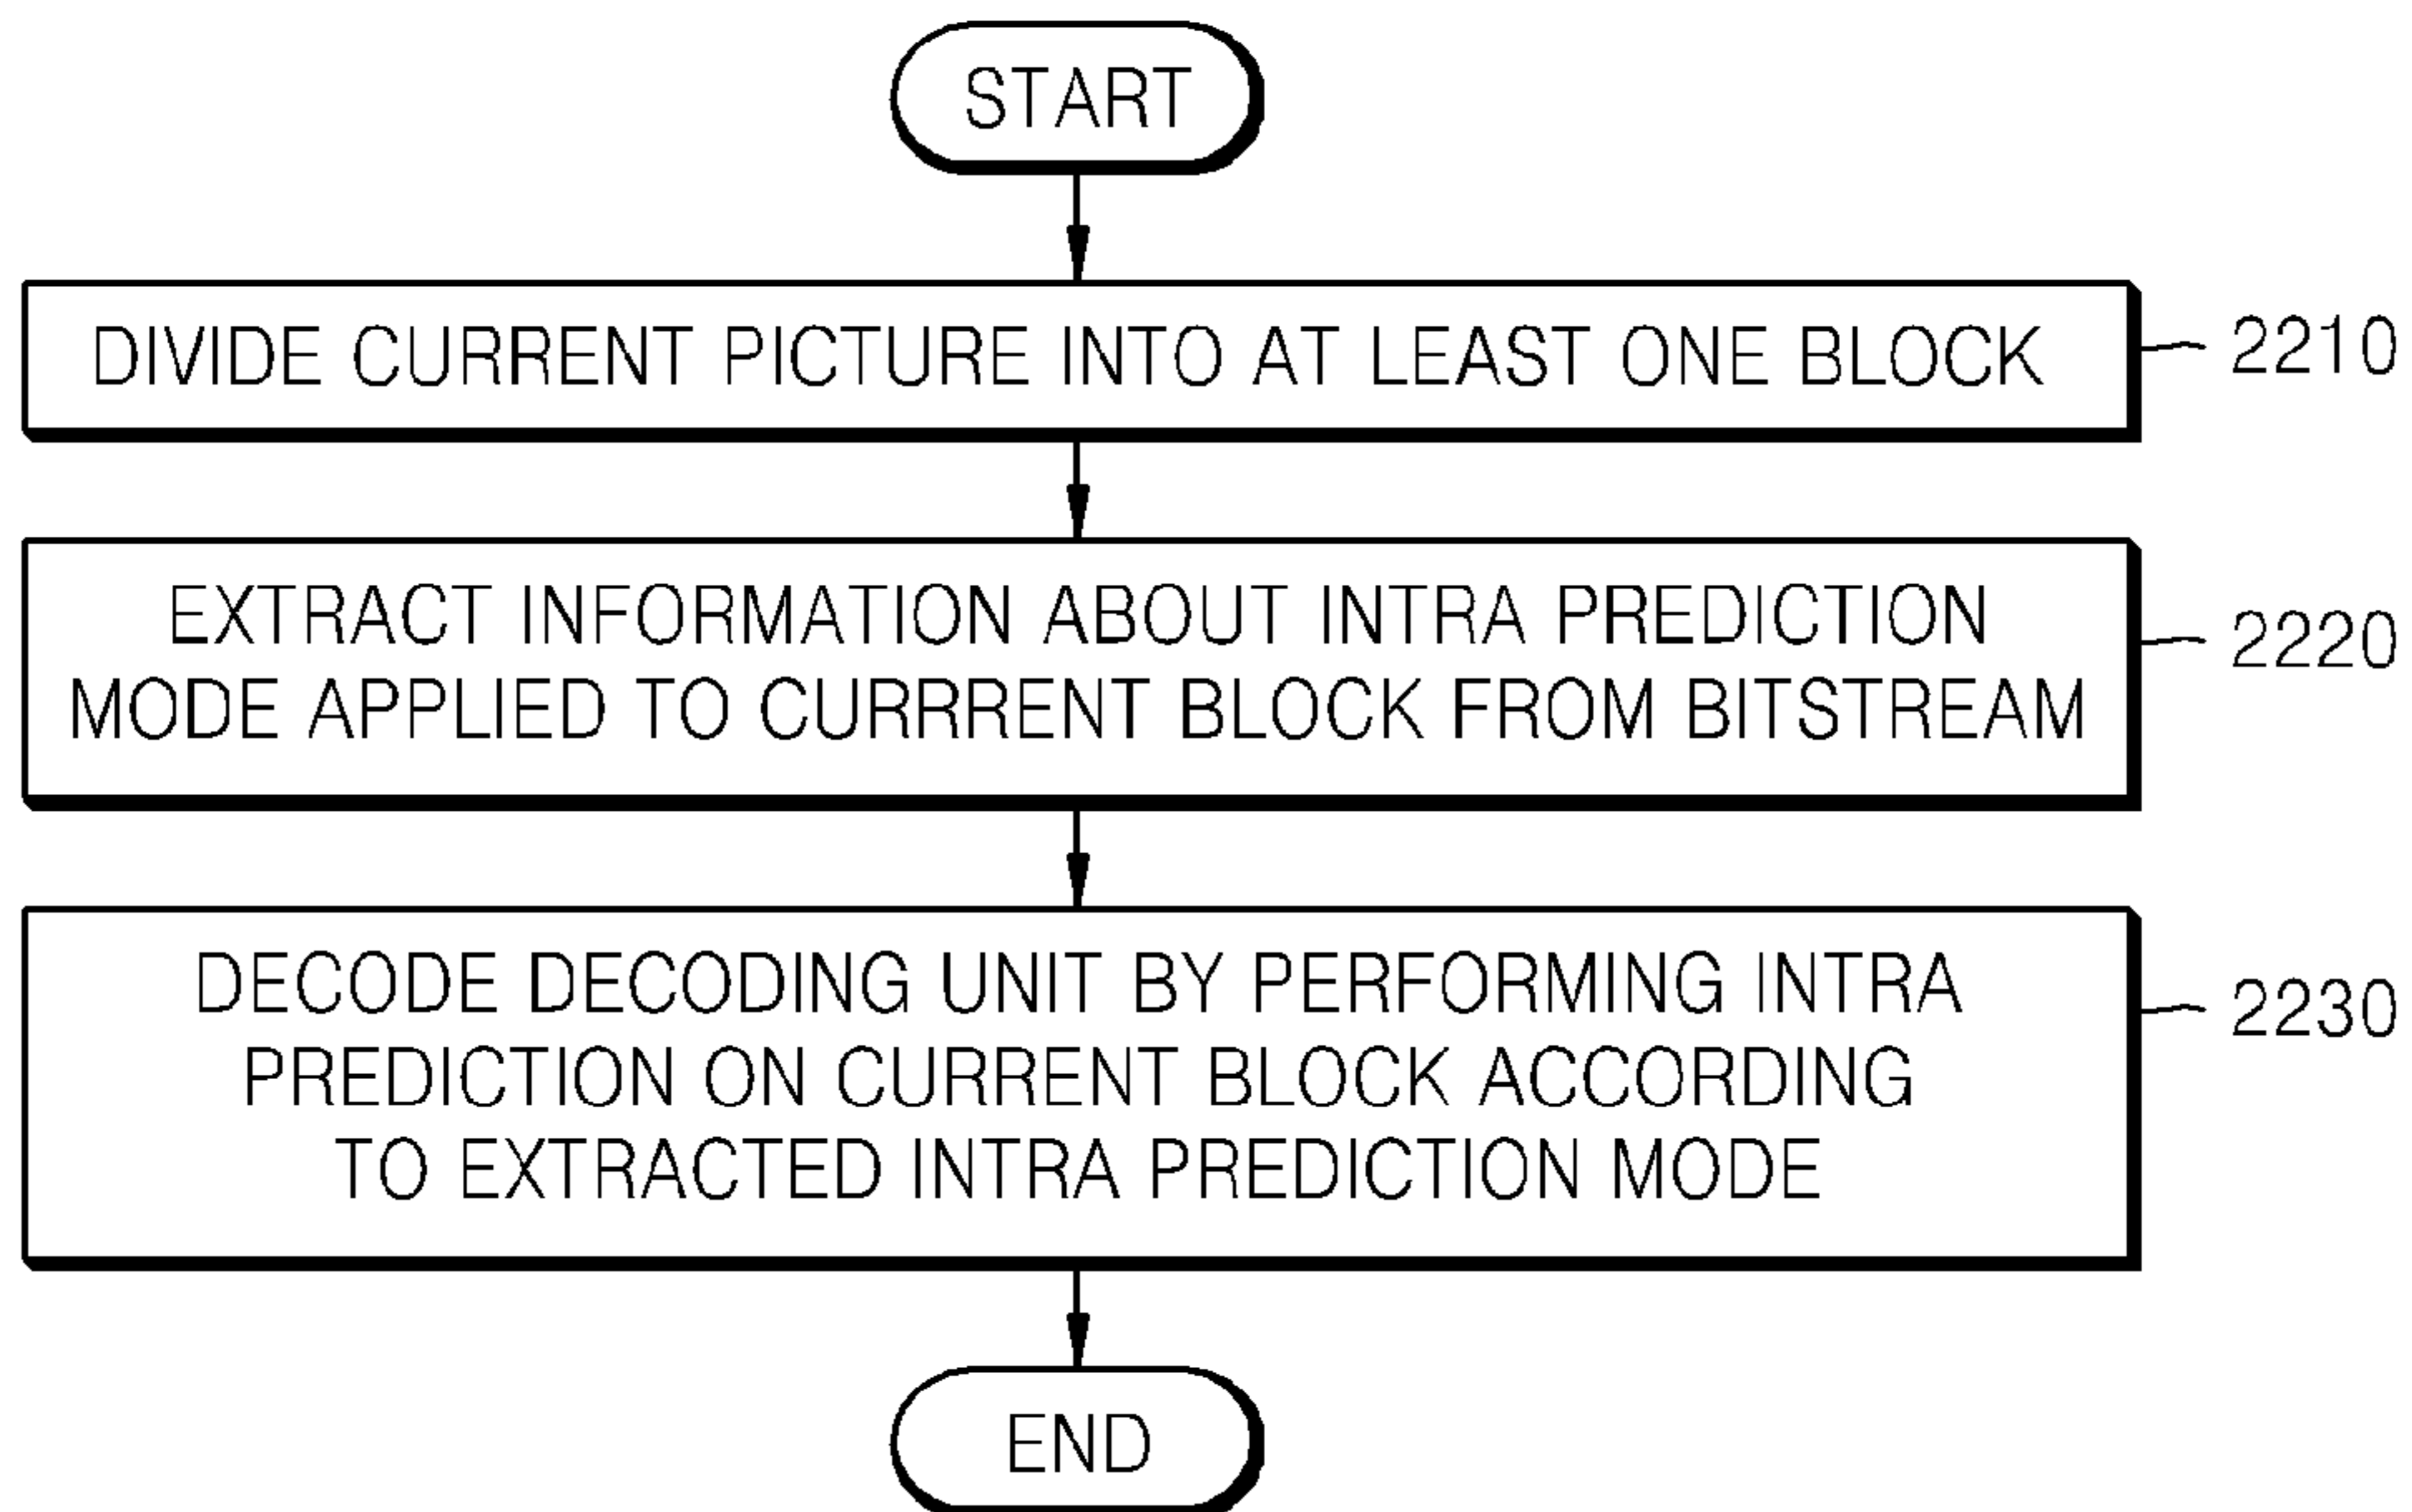 START
DIVIDE CURRENT PICTURE INTO AT LEAST ONE BLOCK
2210
EXTRACT INFORMATION ABOUT INTRA PREDICTION
2220
MODE APPLIED TO CURRRENT BLOCK FROM BITSTREAM
DECODE DECODING UNIT BY PERFORMING INTRA
2230
PREDICTION ON CURRENT BLOCK ACCORDING
TO EXTRACTED INTRA PREDICTION MODE
END